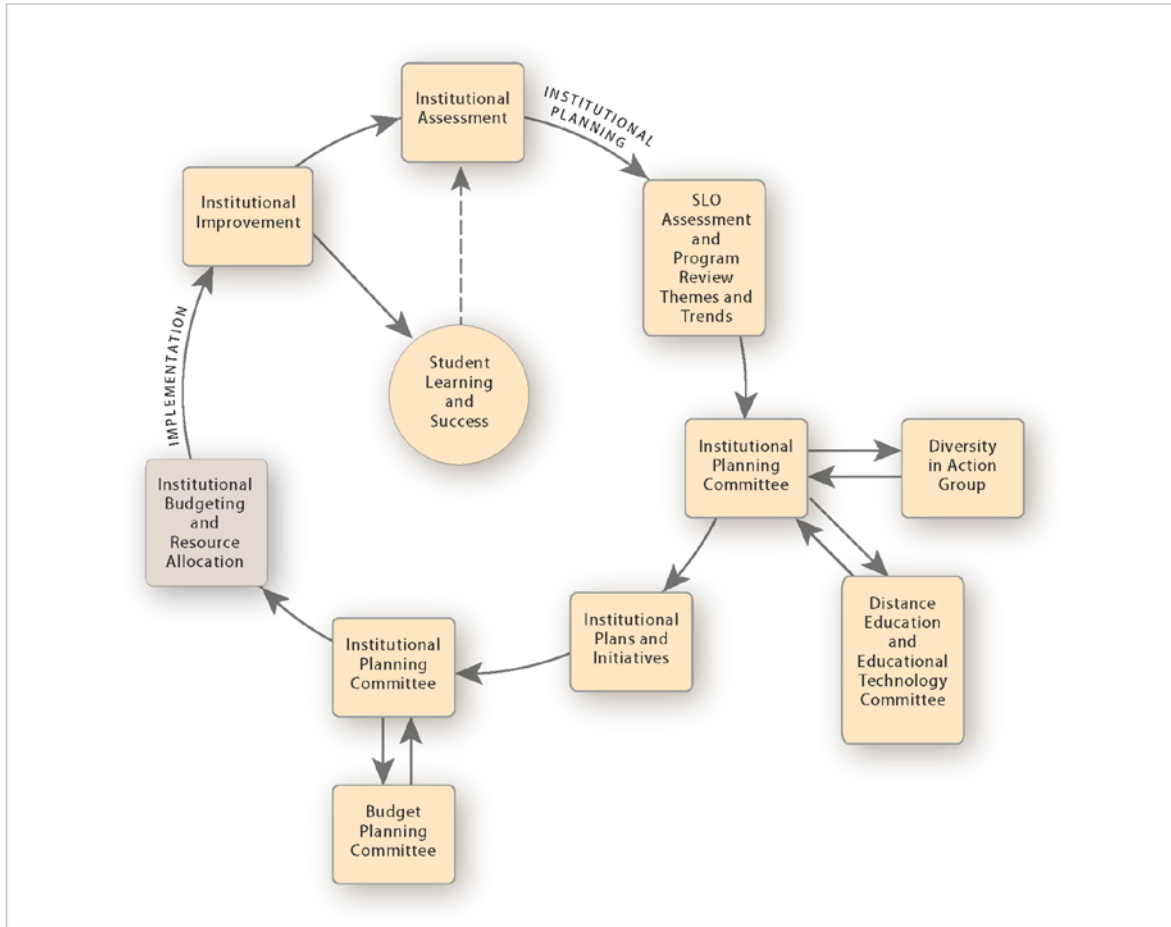 Institutional
Assessment
INSTITUTIONAL
PLANNING
Institutional
Improvement
SLO
Assessment
and
Program
Review
Themes and
Trends
IMPLEMENTATION
Student
Learning
and
Success
Institutional
Planning
Committee
Diversity
in Action
Group
Institutional
Budgeting
and
Resource
Allocation
Distance
Education
and
Educational
Technology
Committee
Institutional
Plans and
Initiatives
Institutional
Planning
Committee
Budget
Planning
Committee